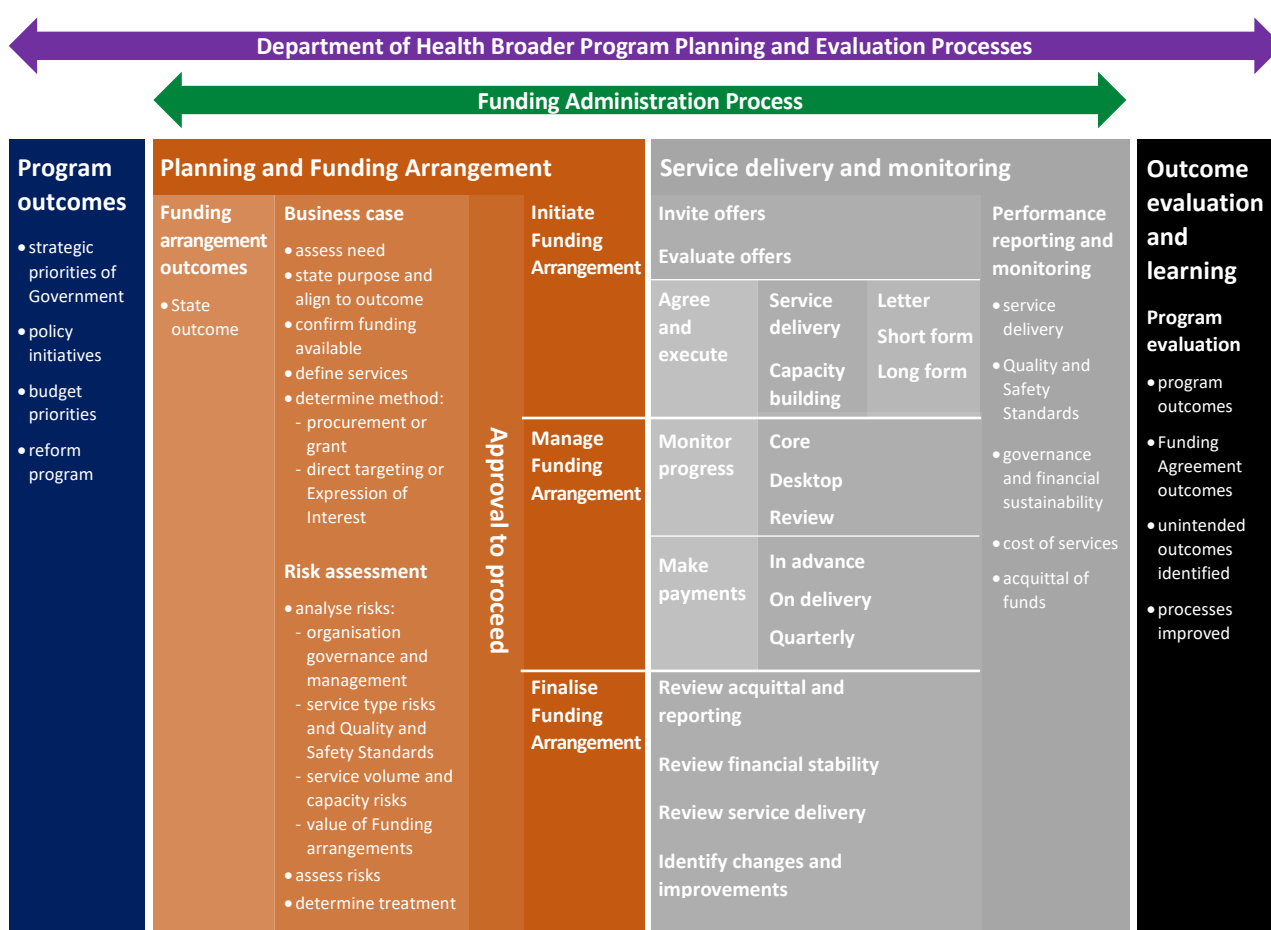 Department of Health Broader Program Planning and Evaluation Processes
Funding Administration Process
Program
outcomes
• strategic
priorities of
Government
• policy
initiatives
• budget
priorities
• reform
program
Planning and Funding Arrangement
Funding
arrangement
outcomes
• State
outcome
Business case
• assess need
• state purpose and
align to outcome
• confirm funding
available
• define services
• determine method:
- procurement or
grant
- direct targeting or
Expression of
Interest
Risk assessment
• analyse risks:
- organisation
governance and
management
- service type risks
and Quality and
Safety Standards
- service volume and
capacity risks
- value of Funding
arrangements
• assess risks
• determine treatment
Approval to proceed
Initiate
Funding
Arrangement
Manage
Funding
Arrangement
Finalise
Funding
Arrangement
Service delivery and monitoring
Invite offers
Evaluate offers
Agree
and
execute
Service
delivery
Capacity
building
Letter
Short form
Long form
Monitor
progress
Core
Desktop
Review
Make
payments
In advance
On delivery
Quarterly
Review acquittal and
reporting
Review financial stability
Review service delivery
Identify changes and
improvements
Performance
reporting and
monitoring
• service
delivery
• Quality and
Safety
Standards
• governance
and financial
sustainability
• cost of services
• acquittal of
funds
Outcome
evaluation
and
learning
Program
evaluation
• program
outcomes
• Funding
Agreement
outcomes
• unintended
outcomes
identified
• processes
improved